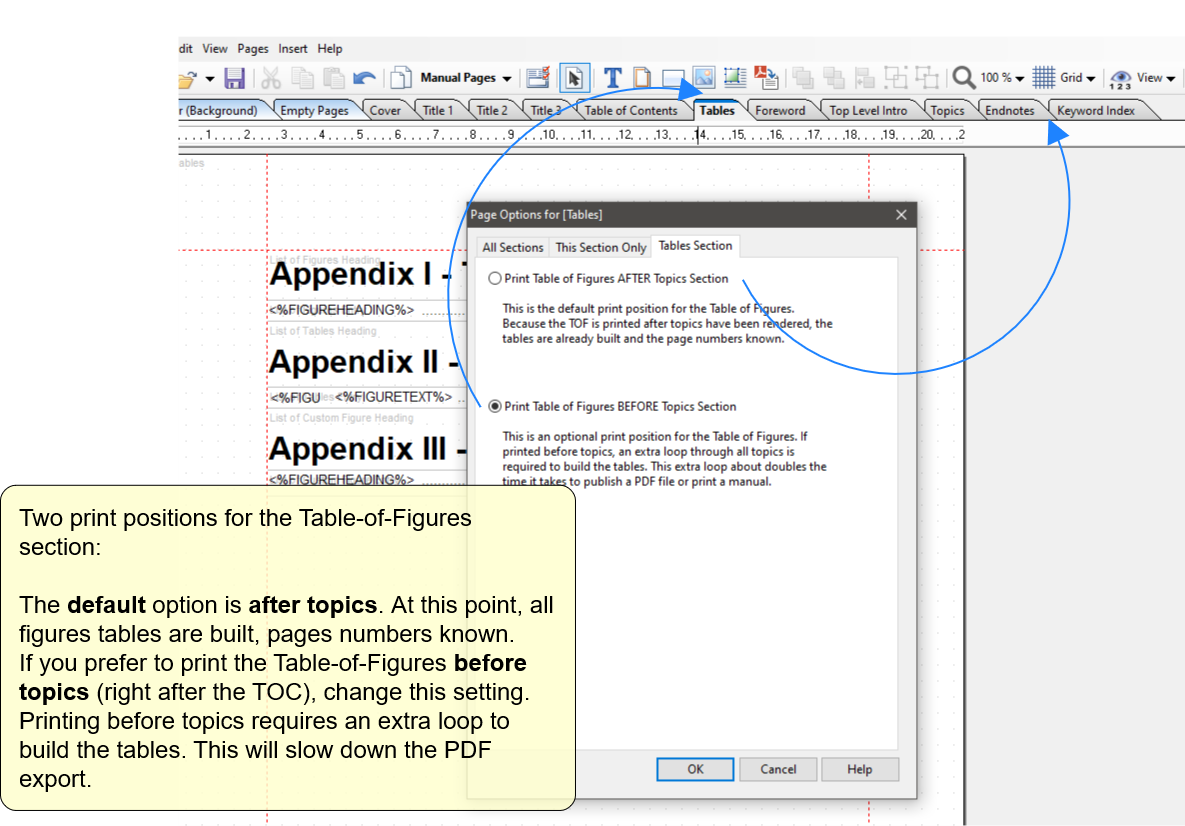 dit View Pages Insert Help
Manual Pages 100 % Grid 1 2 3 View
r (Background) Empty Pages Cover Title 1 Title 2 Title 3 Table of Contents Tables Foreword Top Level Intro Topics Endnotes Keyword Index
. . . 1 . . . . 2 . . . . 3 . . . . 4 . . . . 5 . . . . 6 . . . . 7 . . . . 8 . . . . 9 . . . . 10. . . .11. . . .12. . . .13. . . .14. . . .15. . . .16. . . .17. . . .18. . . .19. . . .20. . . .2
ables
Page Options for [Tables]
All Sections This Section Only Tables Section
List of Figures Heading
Appendix I -
<%FIGUREHEADING%> ............
List of Tables Heading
Appendix II -
<%FIGU les <%FIGURETEXT%> ..
List of Custom Figure Heading
Appendix III -
<%FIGUREHEADING%> ............
Print Table of Figures AFTER Topics Section
This is the default print position for the Table of Figures.
Because the TOF is printed after topics have been rendered, the
tables are already built and the page numbers known.
Print Table of Figures BEFORE Topics Section
This is an optional print position for the Table of Figures. If
printed before topics, an extra loop through all topics is
required to build the tables. This extra loop about doubles the
time it takes to publish a PDF file or print a manual.
OK Cancel Help
Two print positions for the Table-of-Figures
section:
The default option is after topics. At this point, all
figures tables are built, pages numbers known.
If you prefer to print the Table-of-Figures before
topics (right after the TOC), change this setting.
Printing before topics requires an extra loop to
build the tables. This will slow down the PDF
export.